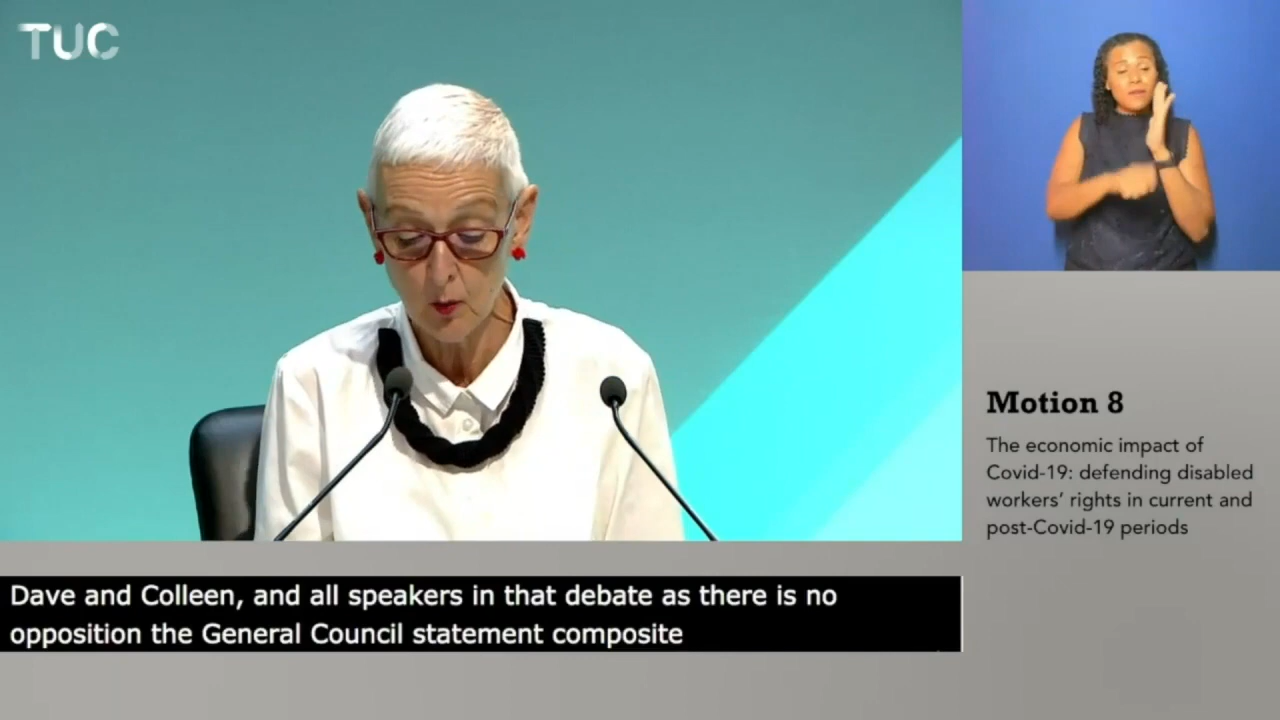 TUC
Motion 8
The economic impact of
Covid-19: defending disabled
workers' rights in current and
post-Covid-19 periods
Dave and Colleen, and all speakers in that debate as there is no
opposition the General Council statement composite